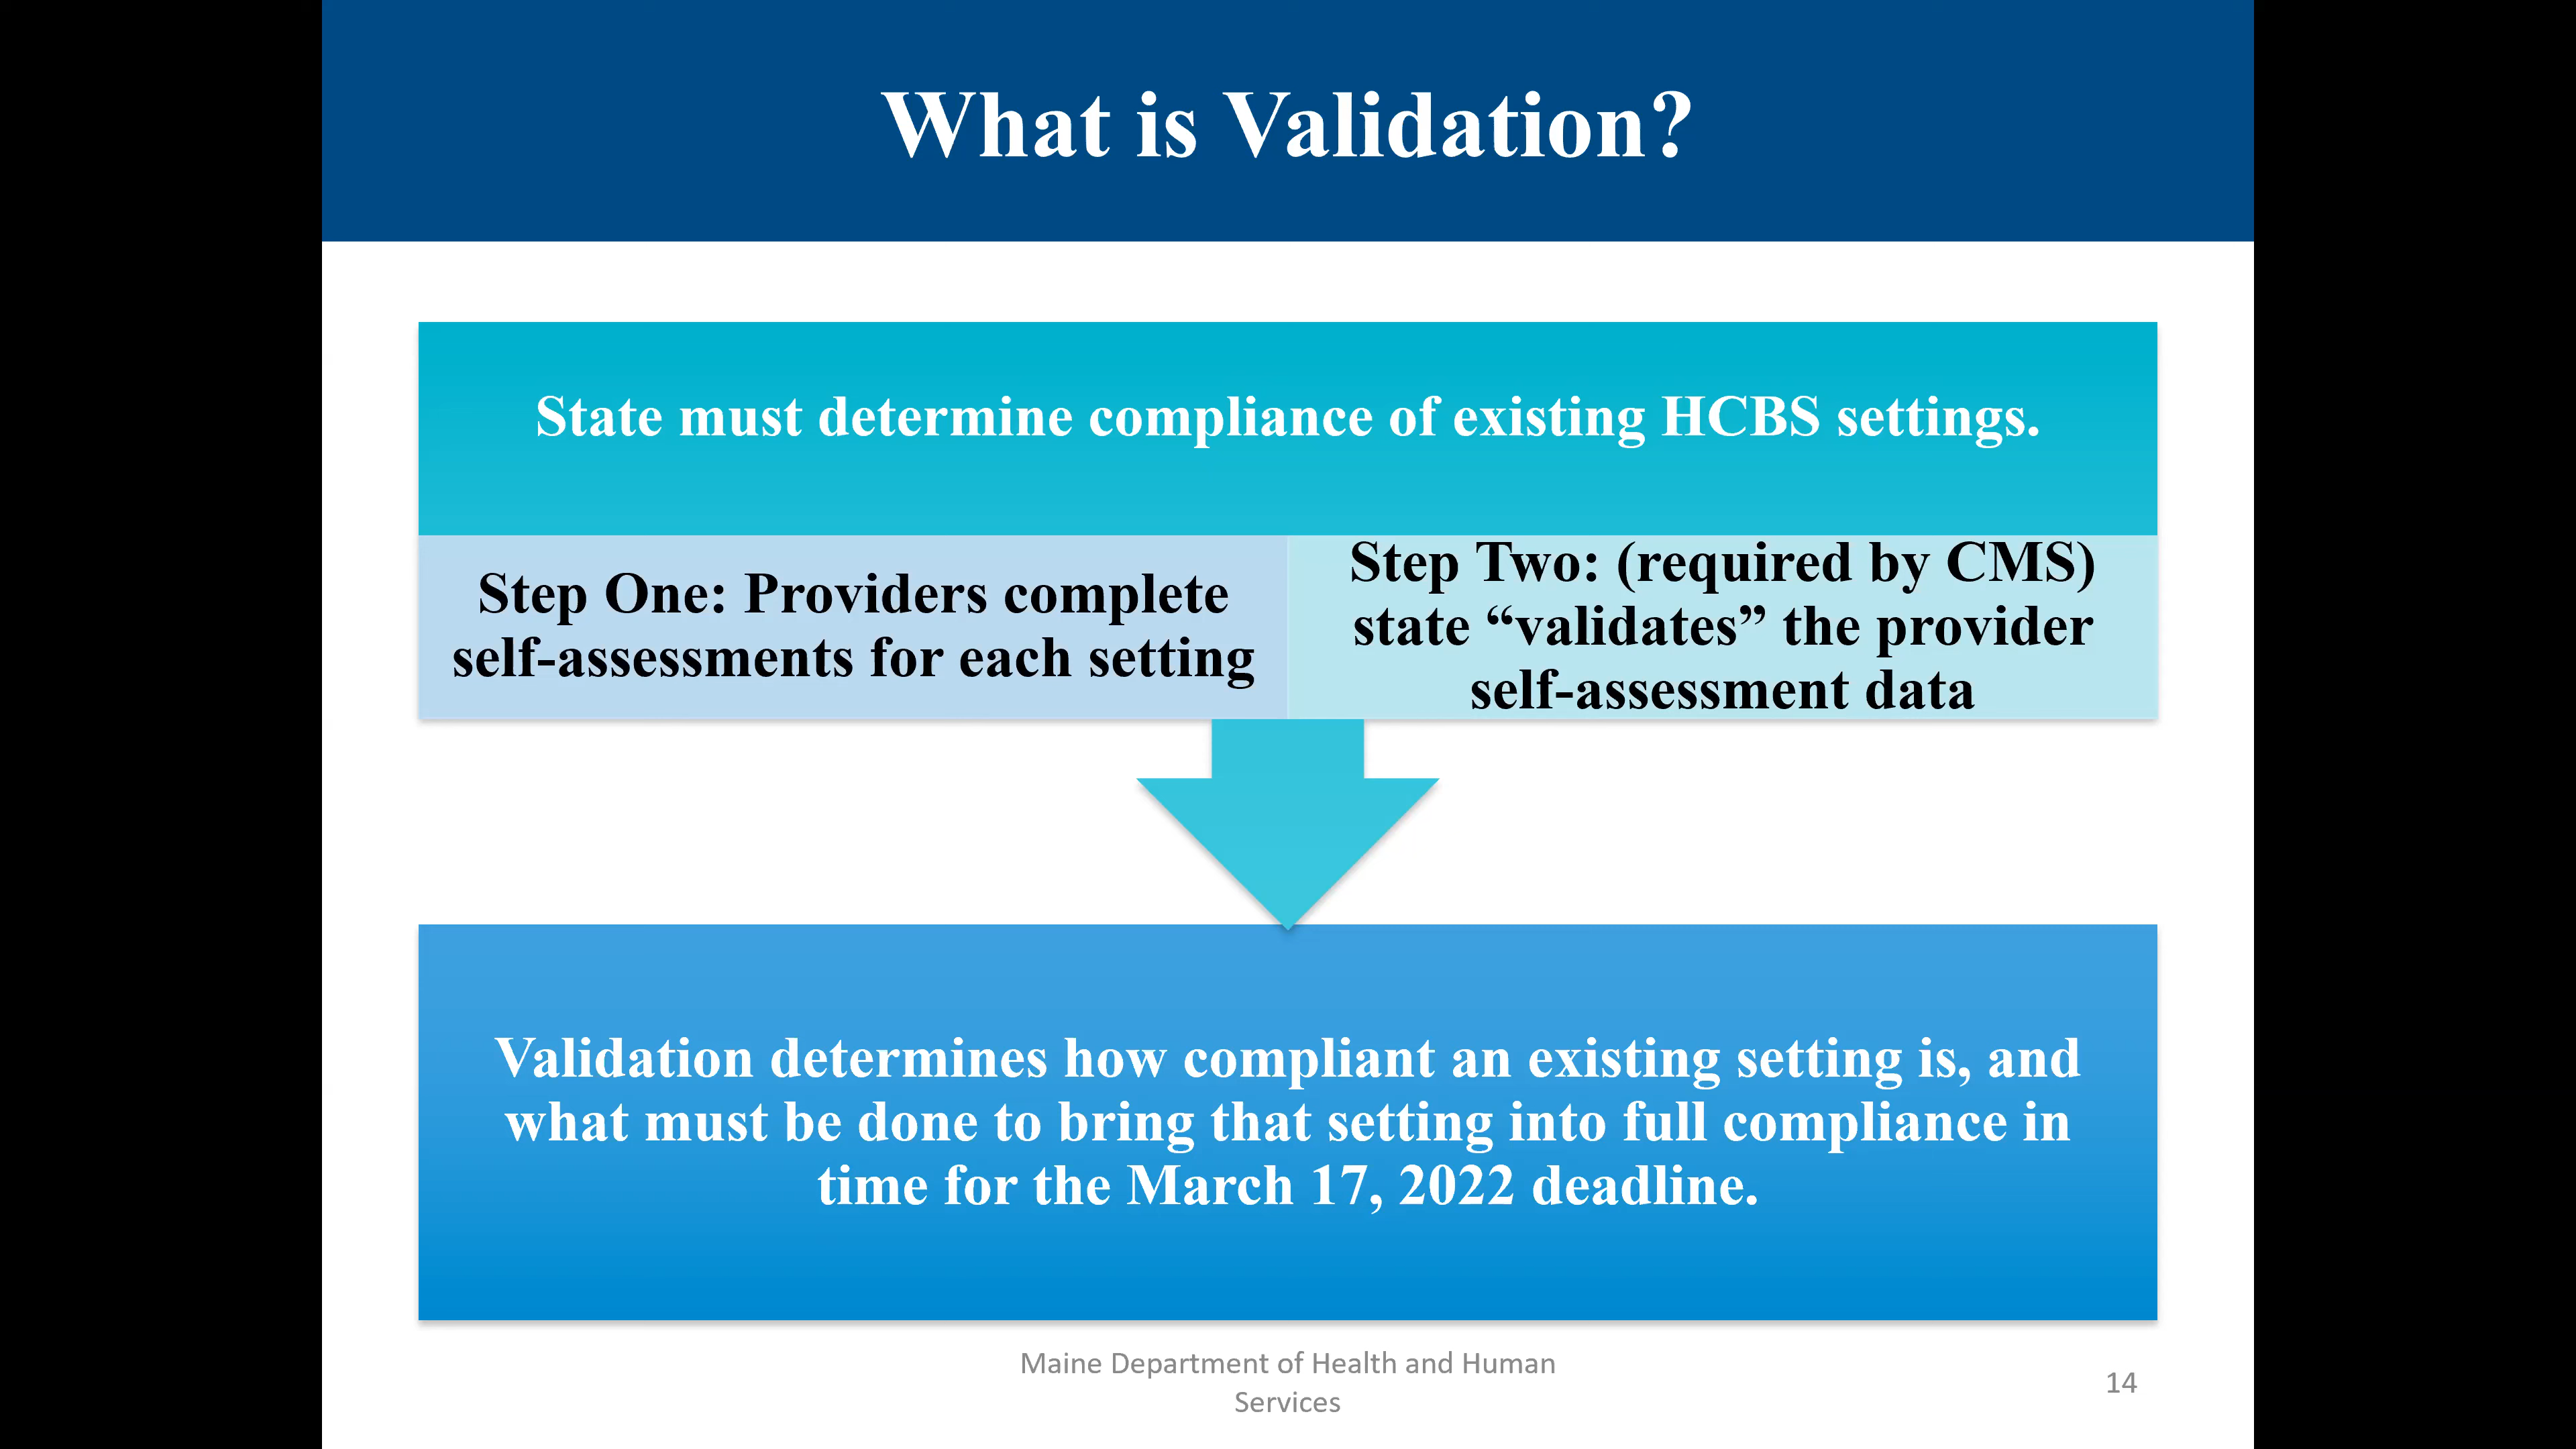 What is Validation?
State must determine compliance of existing HCBS settings.
Step One: Providers complete
self-assessments for each setting
Step Two: (required by CMS)
state “validates” the provider
self-assessment data
Validation determines how compliant an existing setting is, and
what must be done to bring that setting into full compliance in
time for the March 17, 2022 deadline.
Maine Department of Health and Human
Services
14